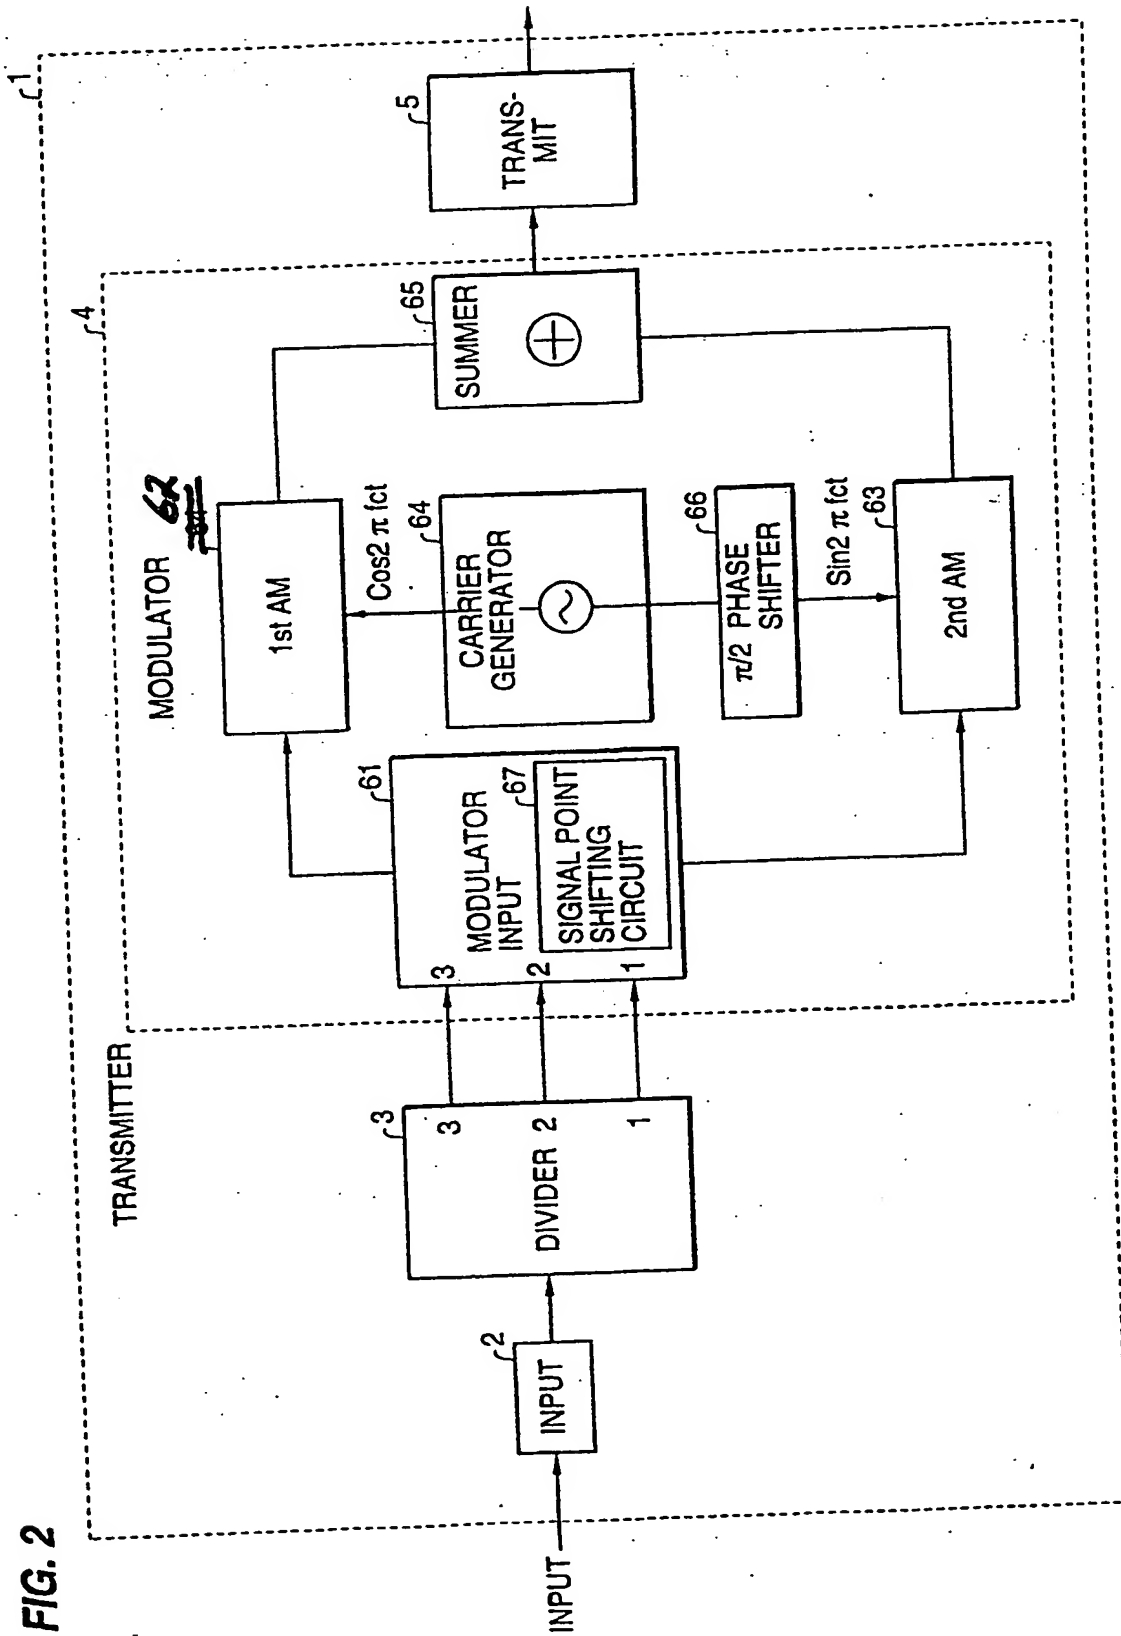 FIG. 2
1
TRANSMITTER
4
MODULATOR
62
1st AM
Cos2 π fct
64
CARRIER
GENERATOR
66
π/2 PHASE
SHIFTER
Sin2 π fct
63
2nd AM
65
SUMMER
5
TRANS-
MIT
61
MODULATOR
INPUT
67
SIGNAL POINT
SHIFTING
CIRCUIT
3
2
1
3
3
DIVIDER 2
1
2
INPUT
INPUT